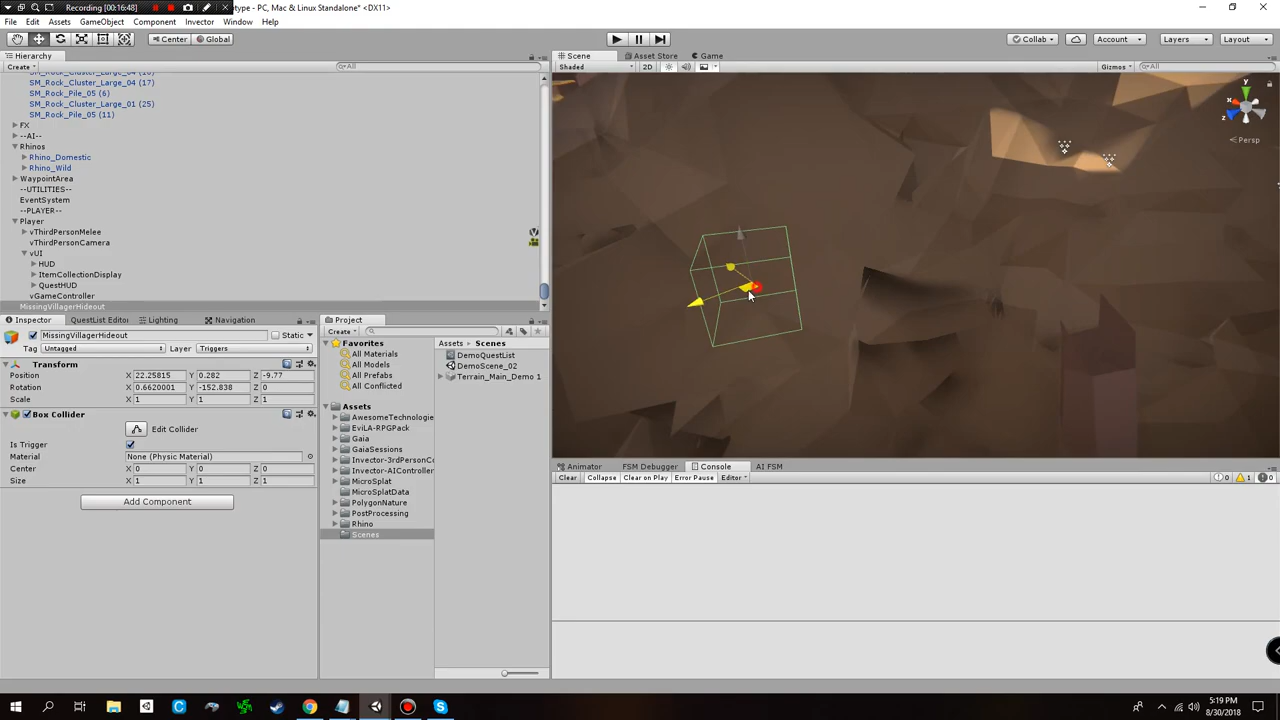 Recording [00:16:48]
otype - PC, Mac & Linux Standalone* <DX11>
File Edit Assets GameObject Component Invector Window Help
Center Global Collab Account Layers Layout
Hierarchy
Create All
SM_Rock_Cluster_Large_04 (17)
SM_Rock_Pile_05 (6)
SM_Rock_Cluster_Large_01 (25)
SM_Rock_Pile_05 (11)
FX
--AI--
Rhinos
Rhino_Domestic
Rhino_Wild
WaypointArea
--UTILITIES--
EventSystem
--PLAYER--
Player
vThirdPersonMelee
vThirdPersonCamera
vUI
HUD
ItemCollectionDisplay
QuestHUD
vGameController
MissingVillagerHideout
Scene Asset Store Game
Shaded 2D Gizmos All
y
x
z
Persp
Inspector QuestList Editor Lighting Navigation
MissingVillagerHideout Static
Tag Untagged Layer Triggers
Transform
Position X 22.25815 Y 0.282 Z -9.77
Rotation X 0.6620001 Y -152.838 Z 0
Scale X 1 Y 1 Z 1
Box Collider
Edit Collider
Is Trigger
Material None (Physic Material)
Center X 0 Y 0 Z 0
Size X 1 Y 1 Z 1
Add Component
Project
Create
Favorites
All Materials
All Models
All Prefabs
All Conflicted
Assets
AwesomeTechnologie
EviLA-RPGPack
Gaia
GaiaSessions
Invector-3rdPersonCo
Invector-AIController
MicroSplat
MicroSplatData
PolygonNature
PostProcessing
Rhino
Scenes
Assets Scenes
DemoQuestList
DemoScene_02
Terrain_Main_Demo 1
Animator FSM Debugger Console AI FSM
Clear Collapse Clear on Play Error Pause Editor 0 1 0
5:19 PM
8/30/2018